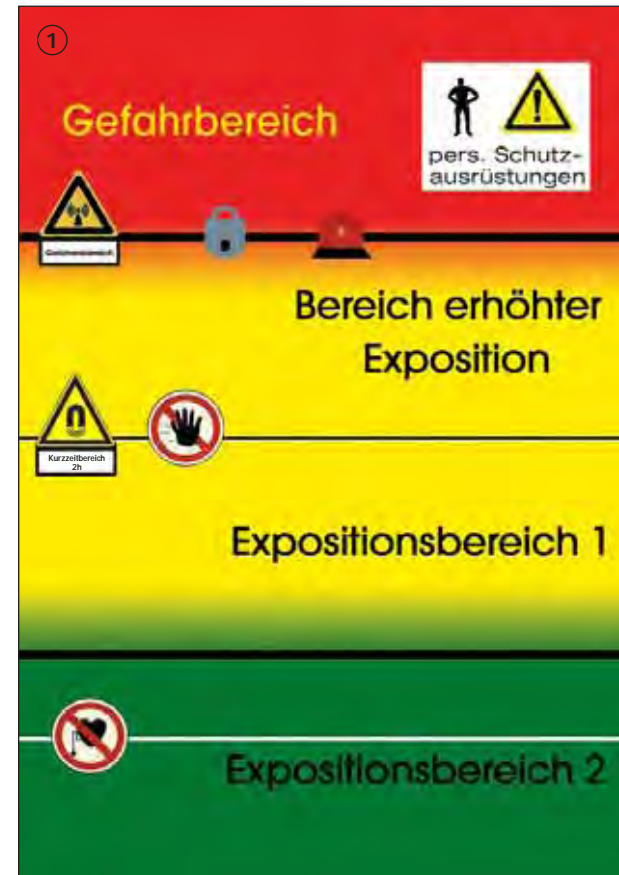 1
Gefahrbereich
pers. Schutz-
ausrüstungen
Bereich erhöhter
Exposition
Kurzzeitbereich
2h
Expositionsbereich 1
Expositionsbereich 2